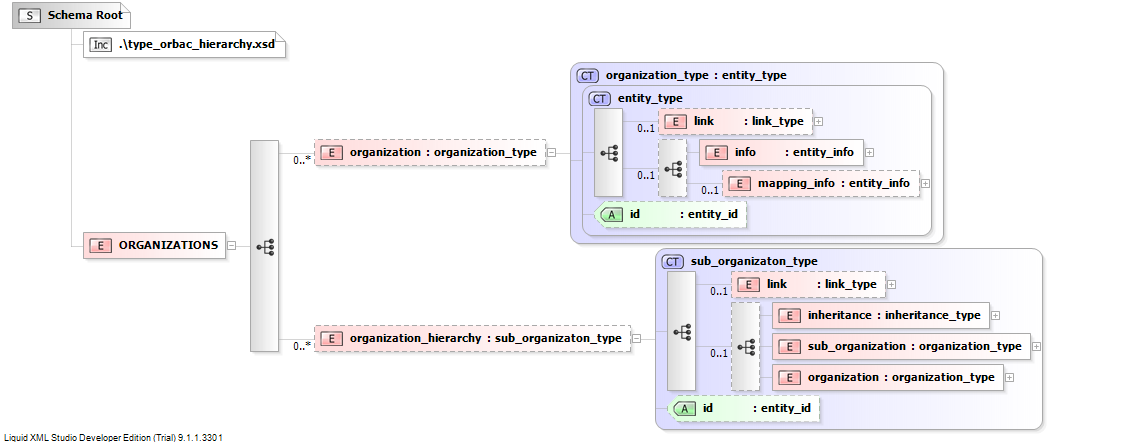 S Schema Root
Inc .\type_orbac_hierarchy.xsd
CT organization_type : entity_type
CT entity_type
0..1 E link : link_type
0..* E organization : organization_type
E info : entity_info
0..1
0..1 E mapping_info : entity_info
A id : entity_id
E ORGANIZATIONS
CT sub_organizaton_type
0..1 E link : link_type
E inheritance : inheritance_type
0..* E organization_hierarchy : sub_organizaton_type
0..1 E sub_organization : organization_type
E organization : organization_type
A id : entity_id
Liquid XML Studio Developer Edition (Trial) 9.1.1.3301